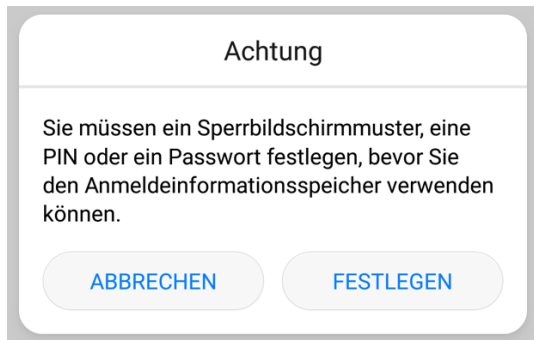 Achtung
Sie müssen ein Sperrbildschirmmuster, eine
PIN oder ein Passwort festlegen, bevor Sie
den Anmeldeinformationsspeicher verwenden
können.
ABBRECHEN FESTLEGEN